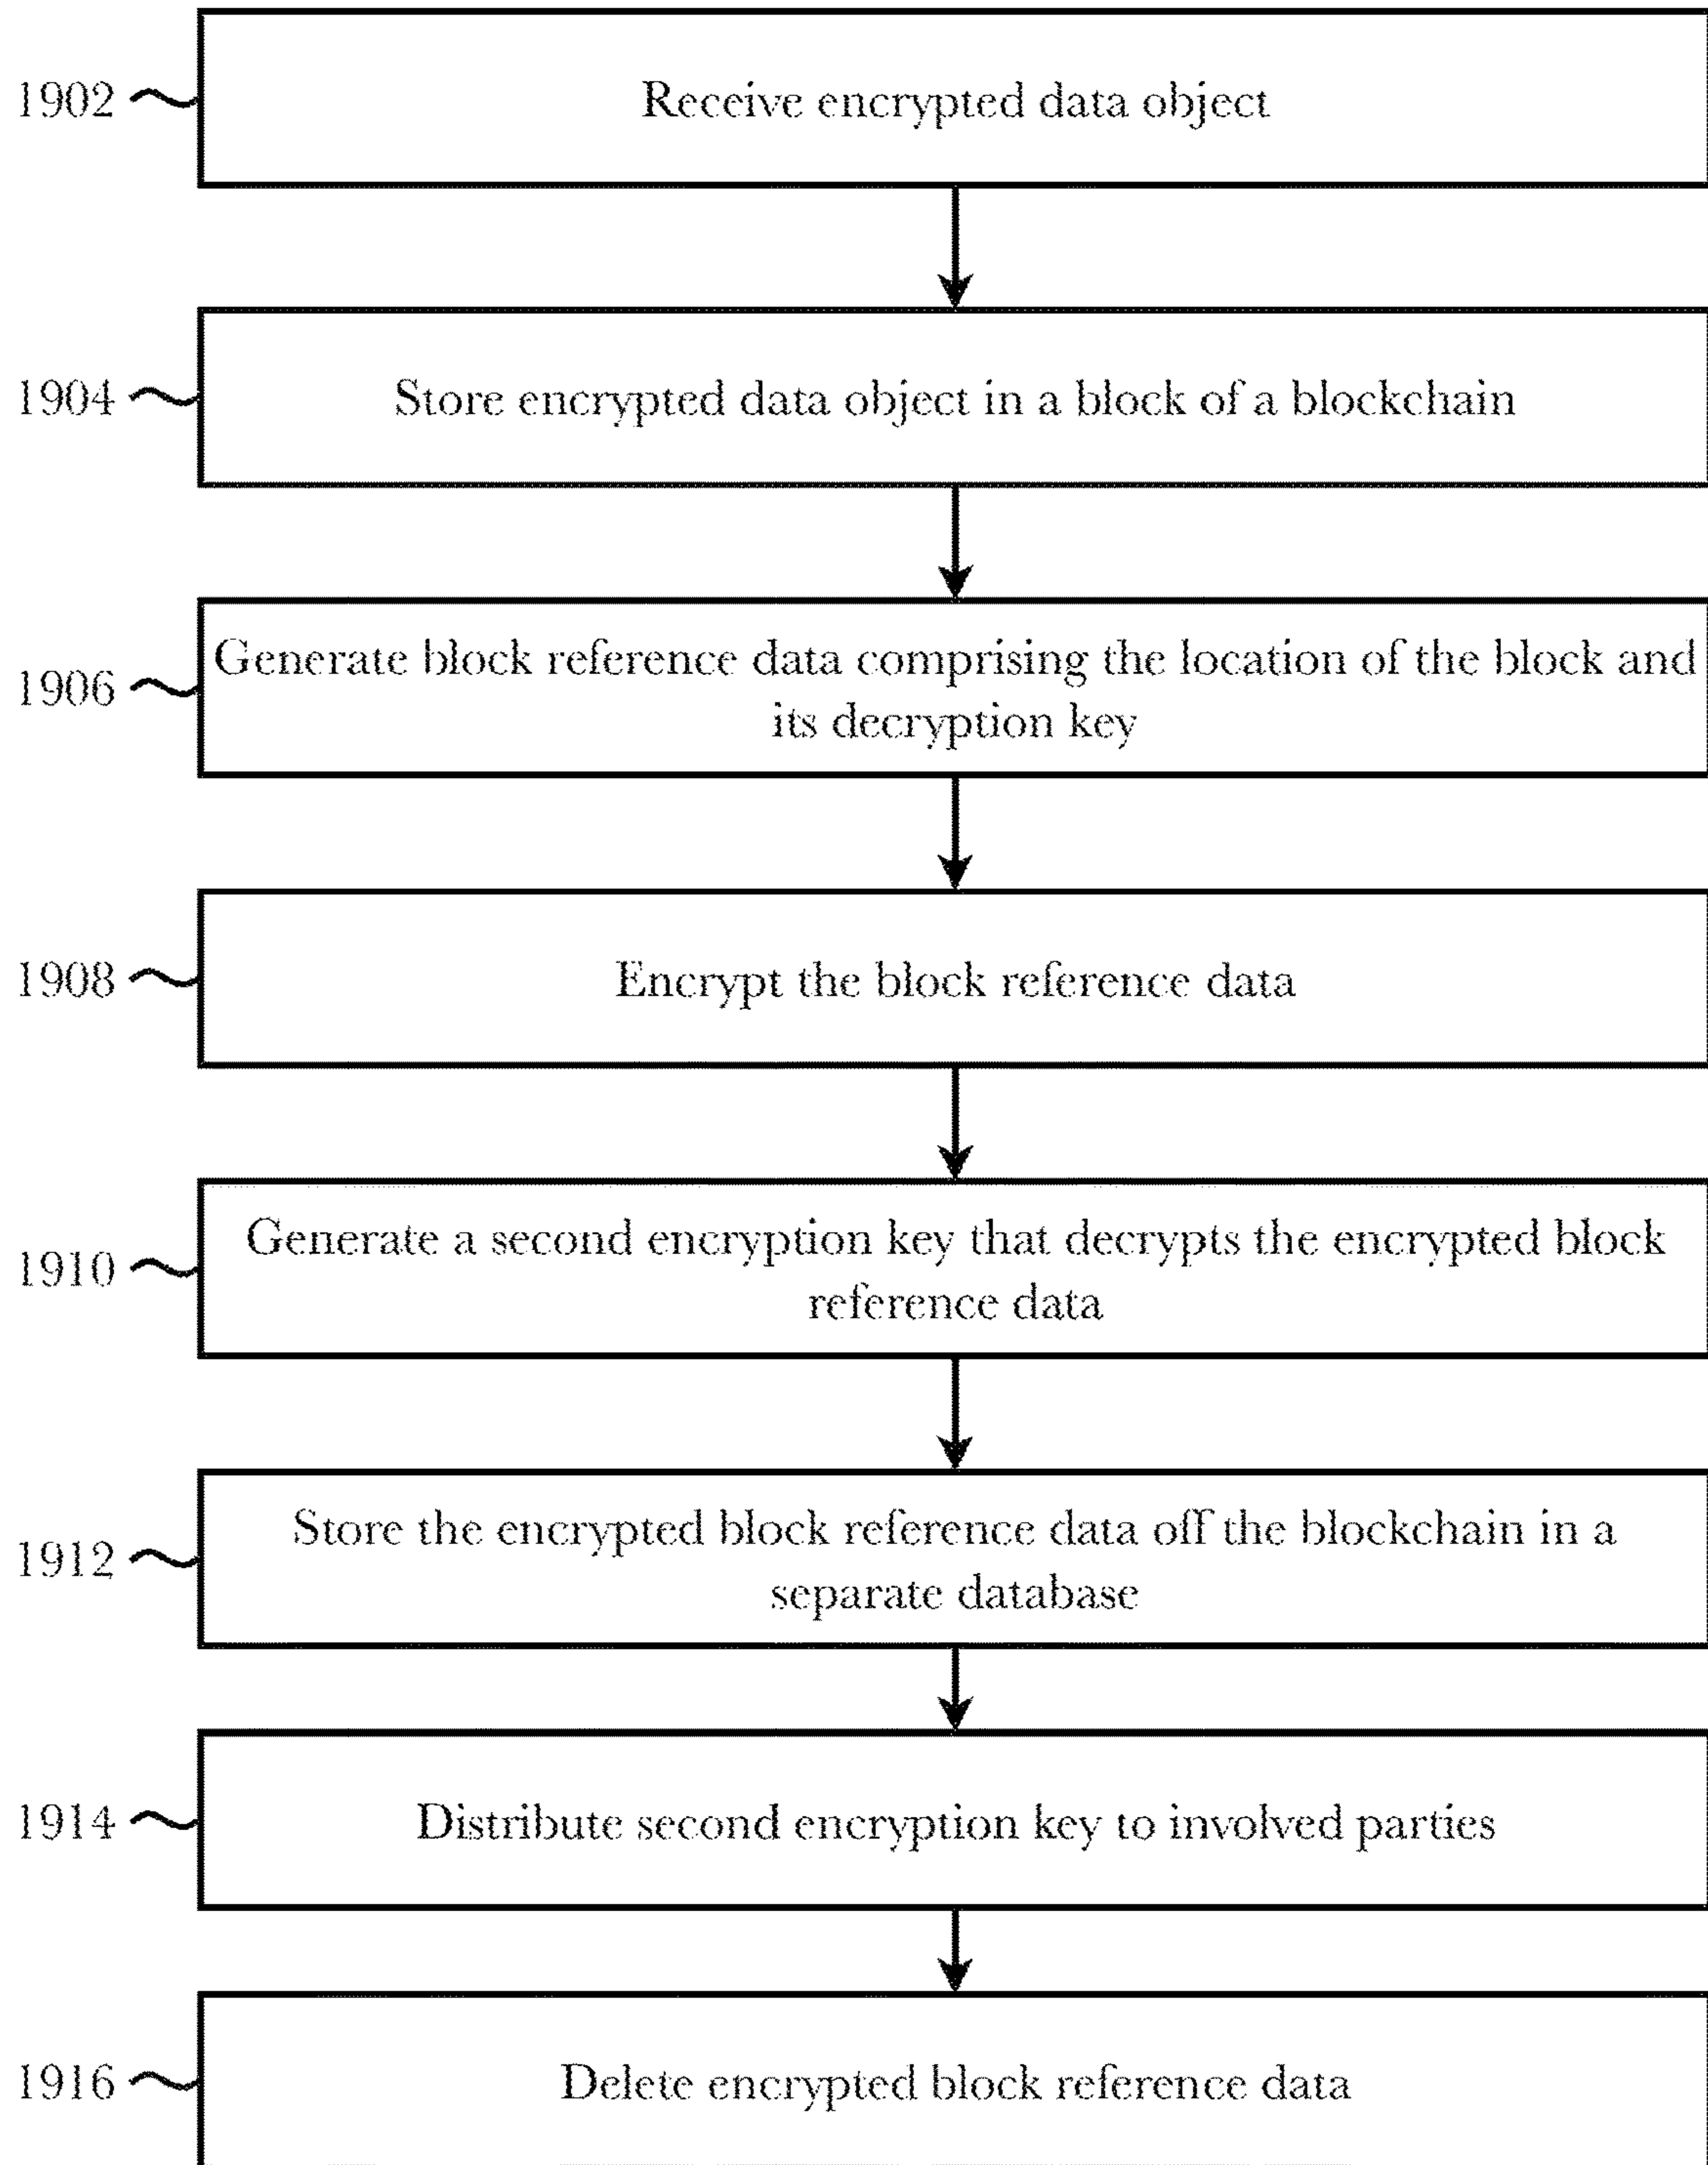 1902
Receive encrypted data object
1904
Store encrypted data object in a block of a blockchain
1906
Generate block reference data comprising the location of the block and
its decryption key
1908
Encrypt the block reference data
1910
Generate a second encryption key that decrypts the encrypted block
reference data
1912
Store the encrypted block reference data off the blockchain in a
separate database
1914
Distribute second encryption key to involved parties
1916
Delete encrypted block reference data